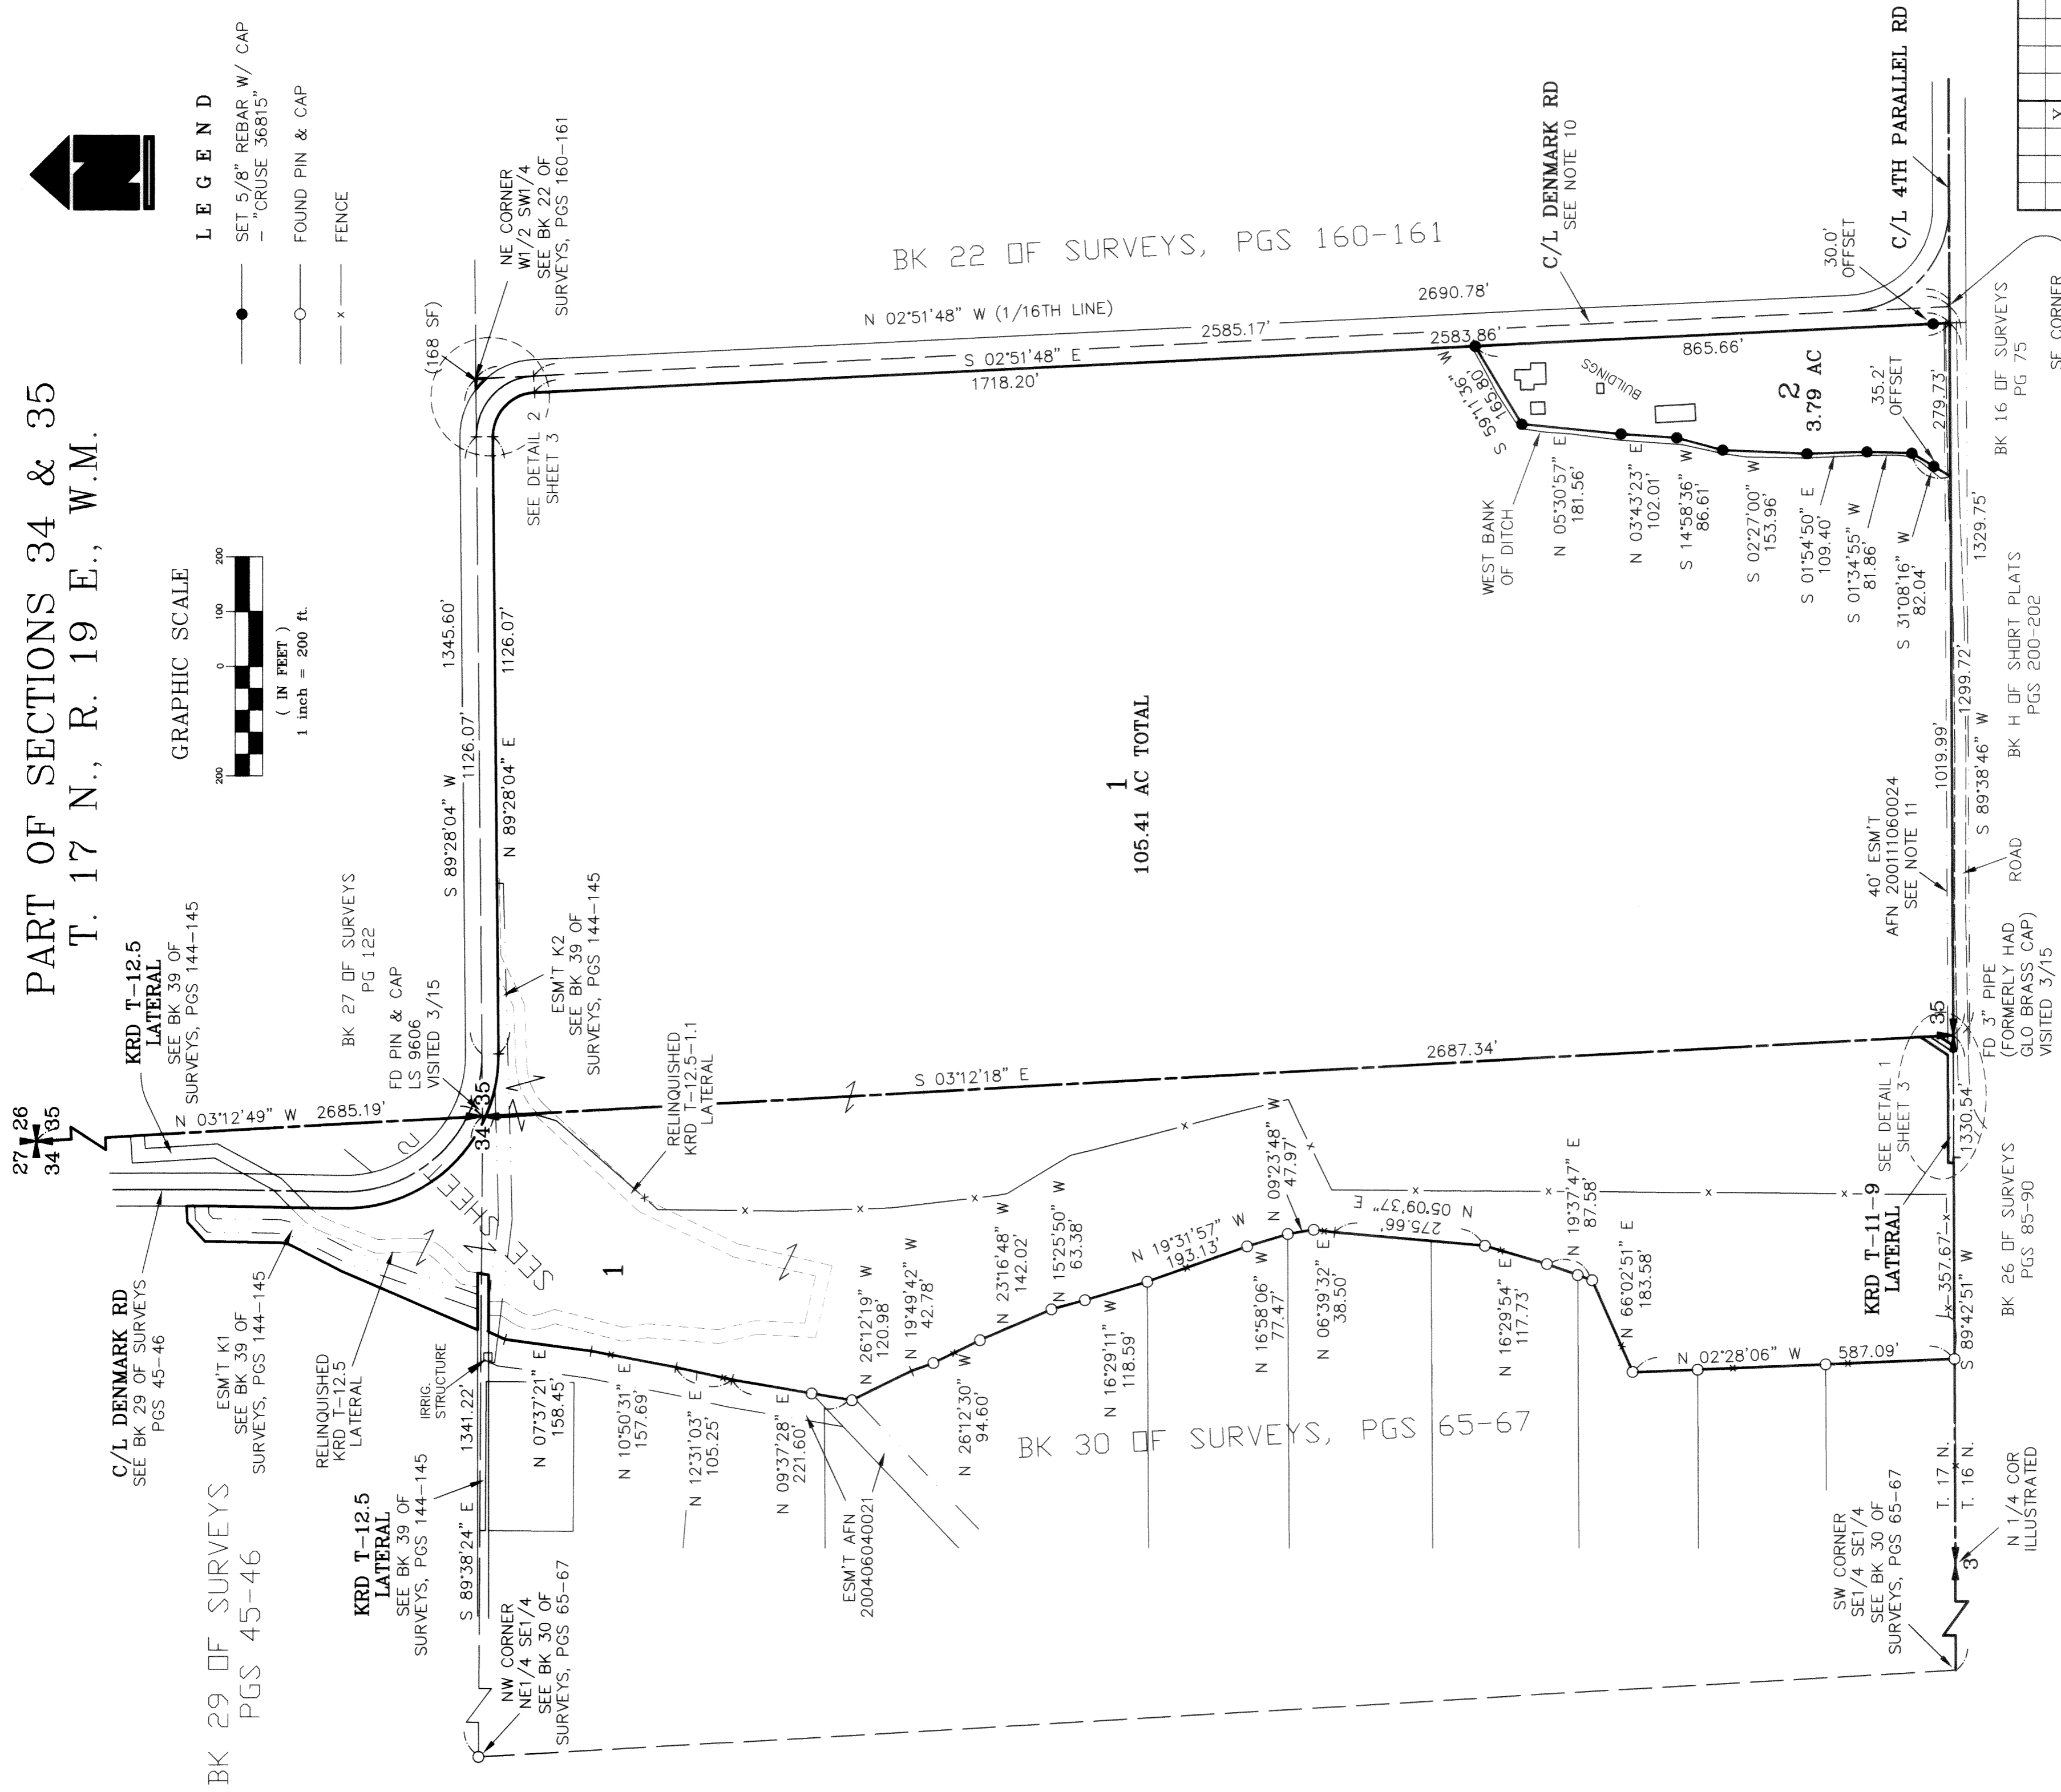 PART OF SECTIONS 34 & 35
T. 17 N., R. 19 E., W.M.
GRAPHIC SCALE
200
0
100
200
( IN FEET )
1 inch = 200 ft.
L E G E N D
SET 5/8" REBAR W/ CAP
- "CRUSE 36815"
FOUND PIN & CAP
x
FENCE
27
26
34
35
KRD T-12.5
LATERAL
SEE BK 39 OF
SURVEYS, PGS 144-145
N 03°12'49" W
2685.19'
C/L DENMARK RD
SEE BK 29 OF SURVEYS
PGS 45-46
BK 29 OF SURVEYS
PGS 45-46
ESM'T K1
SEE BK 39 OF
SURVEYS, PGS 144-145
RELINQUISHED
KRD T-12.5
LATERAL
BK 27 OF SURVEYS
PG 122
FD PIN & CAP
LS 9606
VISITED 3/15
34
35
SEE
SHEET
2
S 89°28'04" W
1126.07'
1345.60'
N 89°28'04" E
1126.07'
(168 SF)
NE CORNER
W1/2 SW1/4
SEE BK 22 OF
SURVEYS, PGS 160-161
SEE DETAIL 2
SHEET 3
KRD T-12.5
LATERAL
SEE BK 39 OF
SURVEYS, PGS 144-145
IRRIG.
STRUCTURE
S 89°38'24" E
1341.22'
NW CORNER
NE1/4 SE1/4
SEE BK 30 OF
SURVEYS, PGS 65-67
ESM'T K2
SEE BK 39 OF
SURVEYS, PGS 144-145
RELINQUISHED
KRD T-12.5-1.1
LATERAL
1
N 07°37'21" E
158.45'
N 10°50'31" E
157.69'
N 12°31'03" E
105.25'
N 09°37'28" E
221.60'
ESM'T AFN
200406040021
N 26°12'19" W
120.98'
N 19°49'42" W
42.78'
N 26°12'30" W
94.60'
N 23°16'48" W
142.02'
N 15°25'50" W
63.38'
N 16°29'11" W
118.59'
N 19°31'57" W
193.13'
N 16°58'06" W
77.47'
N 09°23'48" W
47.97'
N 06°39'32" E
38.50'
N 05°09'37" E
275.66'
N 16°29'54" E
117.73'
N 19°37'47" E
87.58'
N 66°02'51" E
183.58'
N 02°28'06" W
587.09'
BK 30 OF SURVEYS, PGS 65-67
S 03°12'18" E
2687.34'
1
105.41 AC TOTAL
N 02°51'48" W (1/16TH LINE)
2690.78'
2585.17'
S 02°51'48" E
2583.86'
1718.20'
865.66'
BK 22 OF SURVEYS, PGS 160-161
C/L DENMARK RD
SEE NOTE 10
S 59°11'36" W
165.80'
BUILDINGS
2
3.79 AC
WEST BANK
OF DITCH
N 05°30'57" E
181.56'
N 03°43'23" E
102.01'
S 14°58'36" W
86.61'
S 02°27'00" W
153.96'
S 01°54'50" E
109.40'
S 01°34'55" W
81.86'
S 31°08'16" W
82.04'
35.2'
OFFSET
279.73'
30.0'
OFFSET
C/L 4TH PARALLEL RD
40' ESM'T
AFN 200111060024
SEE NOTE 11
1019.99'
1299.72'
1329.75'
S 89°38'46" W
ROAD
BK H OF SHORT PLATS
PGS 200-202
BK 16 OF SURVEYS
PG 75
SE CORNER
35
FD 3" PIPE
(FORMERLY HAD
GLO BRASS CAP)
VISITED 3/15
SEE DETAIL 1
SHEET 3
KRD T-11-9
LATERAL
1330.54'
357.67'
S 89°42'51" W
BK 26 OF SURVEYS
PGS 85-90
T. 17 N.
T. 16 N.
SW CORNER
SE1/4 SE1/4
SEE BK 30 OF
SURVEYS, PGS 65-67
3
N 1/4 COR
ILLUSTRATED